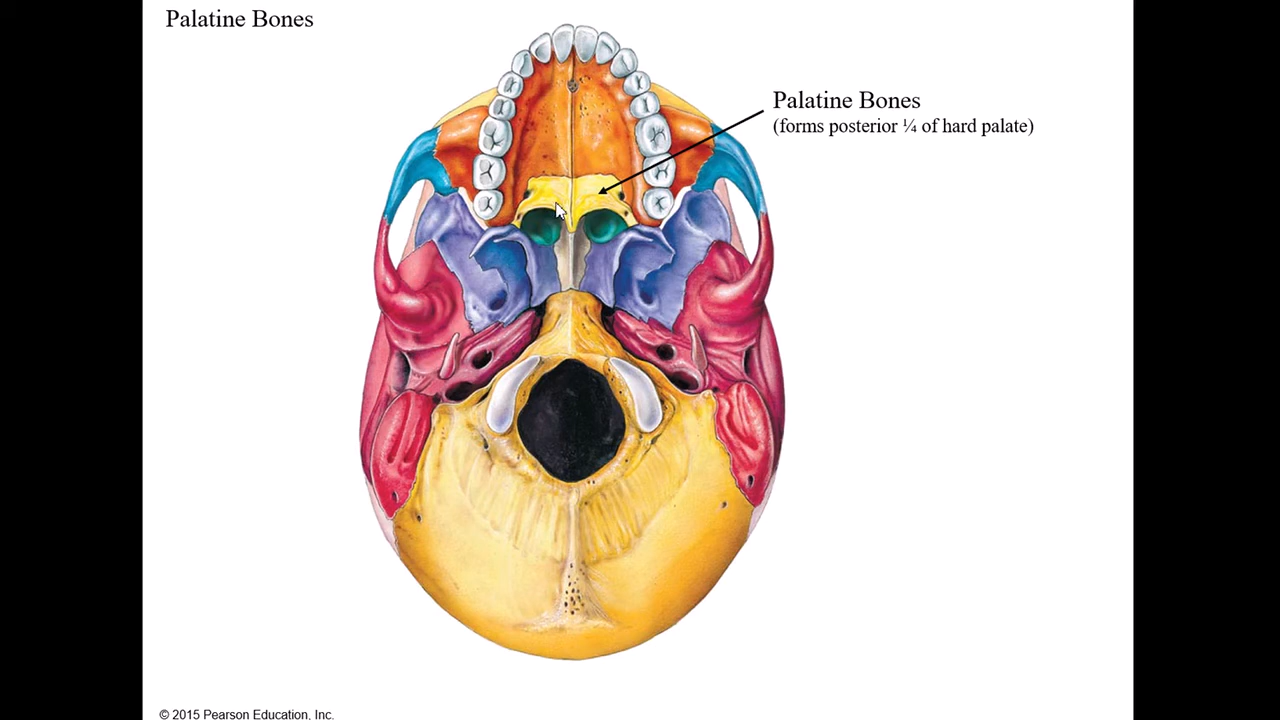 Palatine Bones
Palatine Bones
(forms posterior ¼ of hard palate)
© 2015 Pearson Education, Inc.